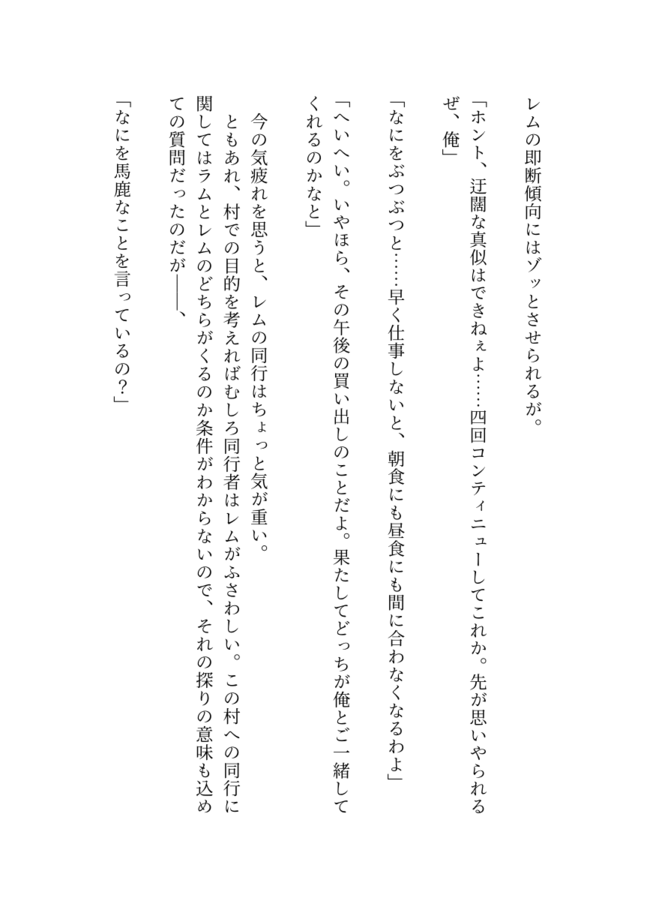 レムの即断傾向にはゾッとさせられるが。
「ホント、迂闊な真似はできねぇよ……四回コンティニューしてこれか。先が思いやられる
ぜ、俺」
「なにをぶつぶつと……早く仕事しないと、朝食にも昼食にも間に合わなくなるわよ」
「へいへい。いやほら、その午後の買い出しのことだよ。果たしてどっちが俺とご一緒して
くれるのかなと」
　今の気疲れを思うと、レムの同行はちょっと気が重い。
　ともあれ、村での目的を考えればむしろ同行者はレムがふさわしい。この村への同行に
関してはラムとレムのどちらがくるのか条件がわからないので、それの探りの意味も込め
ての質問だったのだが――、
「なにを馬鹿なことを言っているの？」